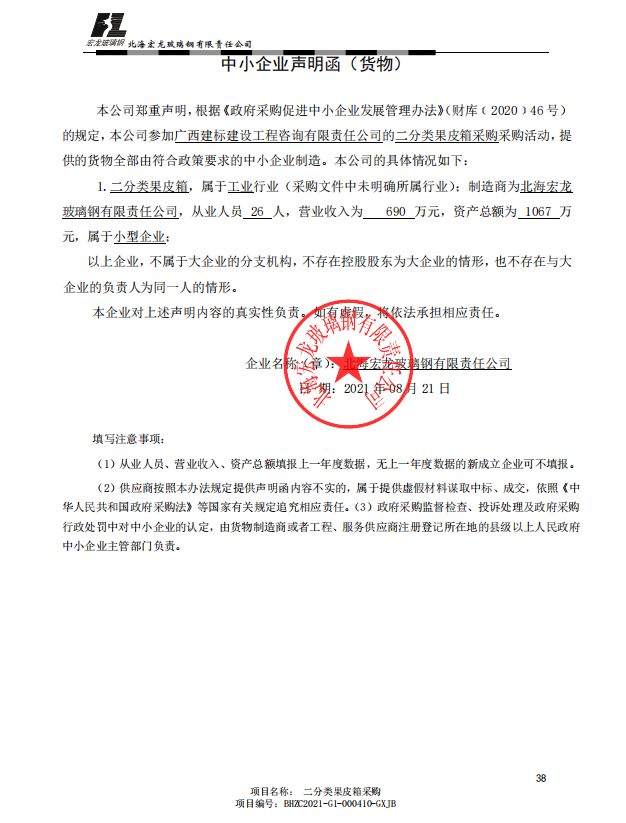 宏龙玻璃钢
北海宏龙玻璃钢有限责任公司
中小企业声明函（货物）
本公司郑重声明，根据《政府采购促进中小企业发展管理办法》（财库﹝2020﹞46号）
的规定，本公司参加广西建标建设工程咨询有限责任公司的二分类果皮箱采购采购活动，提
供的货物全部由符合政策要求的中小企业制造。本公司的具体情况如下：
1.二分类果皮箱，属于工业行业（采购文件中未明确所属行业）；制造商为北海宏龙
玻璃钢有限责任公司，从业人员 26 人，营业收入为 690 万元，资产总额为 1067 万
元，属于小型企业；
以上企业，不属于大企业的分支机构，不存在控股股东为大企业的情形，也不存在与大
企业的负责人为同一人的情形。
本企业对上述声明内容的真实性负责。如有虚假，将依法承担相应责任。
企业名称（章）：北海宏龙玻璃钢有限责任公司
日 期：2021 年 08 月 21 日
北海宏龙玻璃钢有限责任公司
填写注意事项：
（1）从业人员、营业收入、资产总额填报上一年度数据，无上一年度数据的新成立企业可不填报。
（2）供应商按照本办法规定提供声明函内容不实的，属于提供虚假材料谋取中标、成交，依照《中
华人民共和国政府采购法》等国家有关规定追究相应责任。（3）政府采购监督检查、投诉处理及政府采购
行政处罚中对中小企业的认定，由货物制造商或者工程、服务供应商注册登记所在地的县级以上人民政府
中小企业主管部门负责。
38
项目名称： 二分类果皮箱采购
项目编号：BHZC2021-G1-000410-GXJB